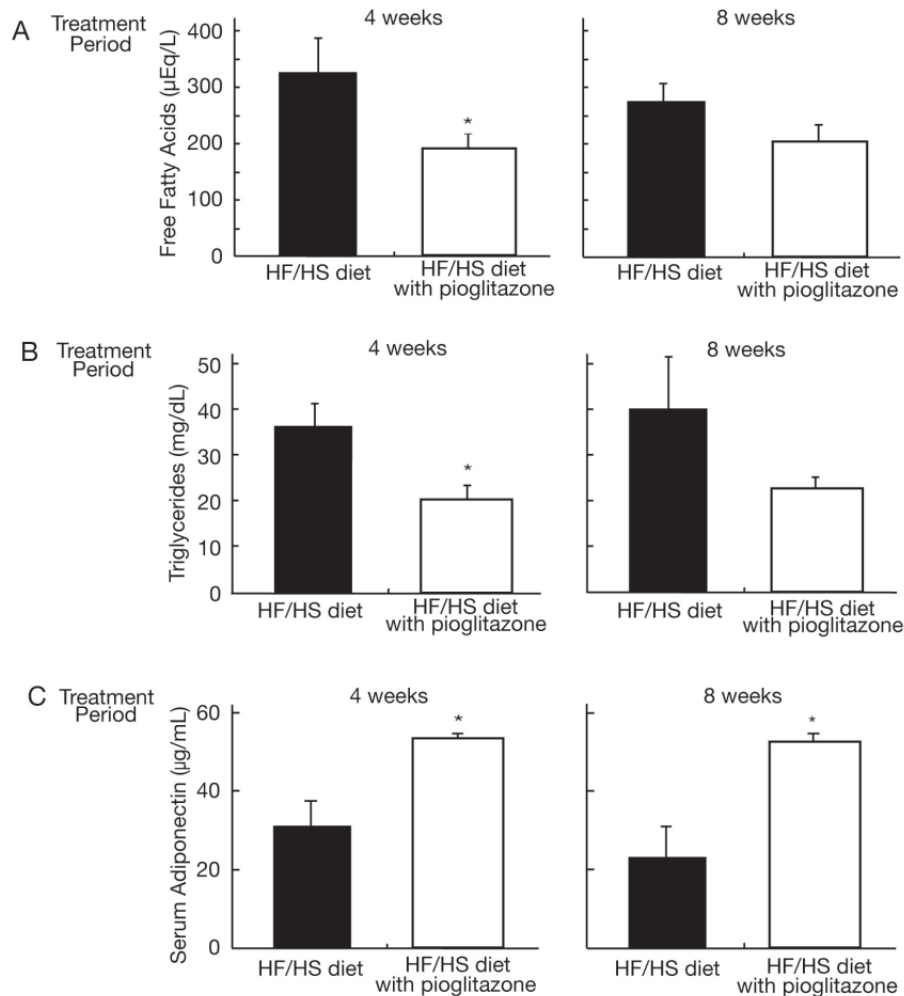 A
Treatment
Period
4 weeks
8 weeks
Free Fatty Acids (µEq/L)
400
300
200
100
0
*
HF/HS diet
HF/HS diet
with pioglitazone
HF/HS diet
HF/HS diet
with pioglitazone
B
Treatment
Period
4 weeks
8 weeks
Triglycerides (mg/dL)
50
40
30
20
10
0
*
HF/HS diet
HF/HS diet
with pioglitazone
HF/HS diet
HF/HS diet
with pioglitazone
C
Treatment
Period
4 weeks
8 weeks
Serum Adiponectin (µg/mL)
60
40
20
0
*
*
HF/HS diet
HF/HS diet
with pioglitazone
HF/HS diet
HF/HS diet
with pioglitazone